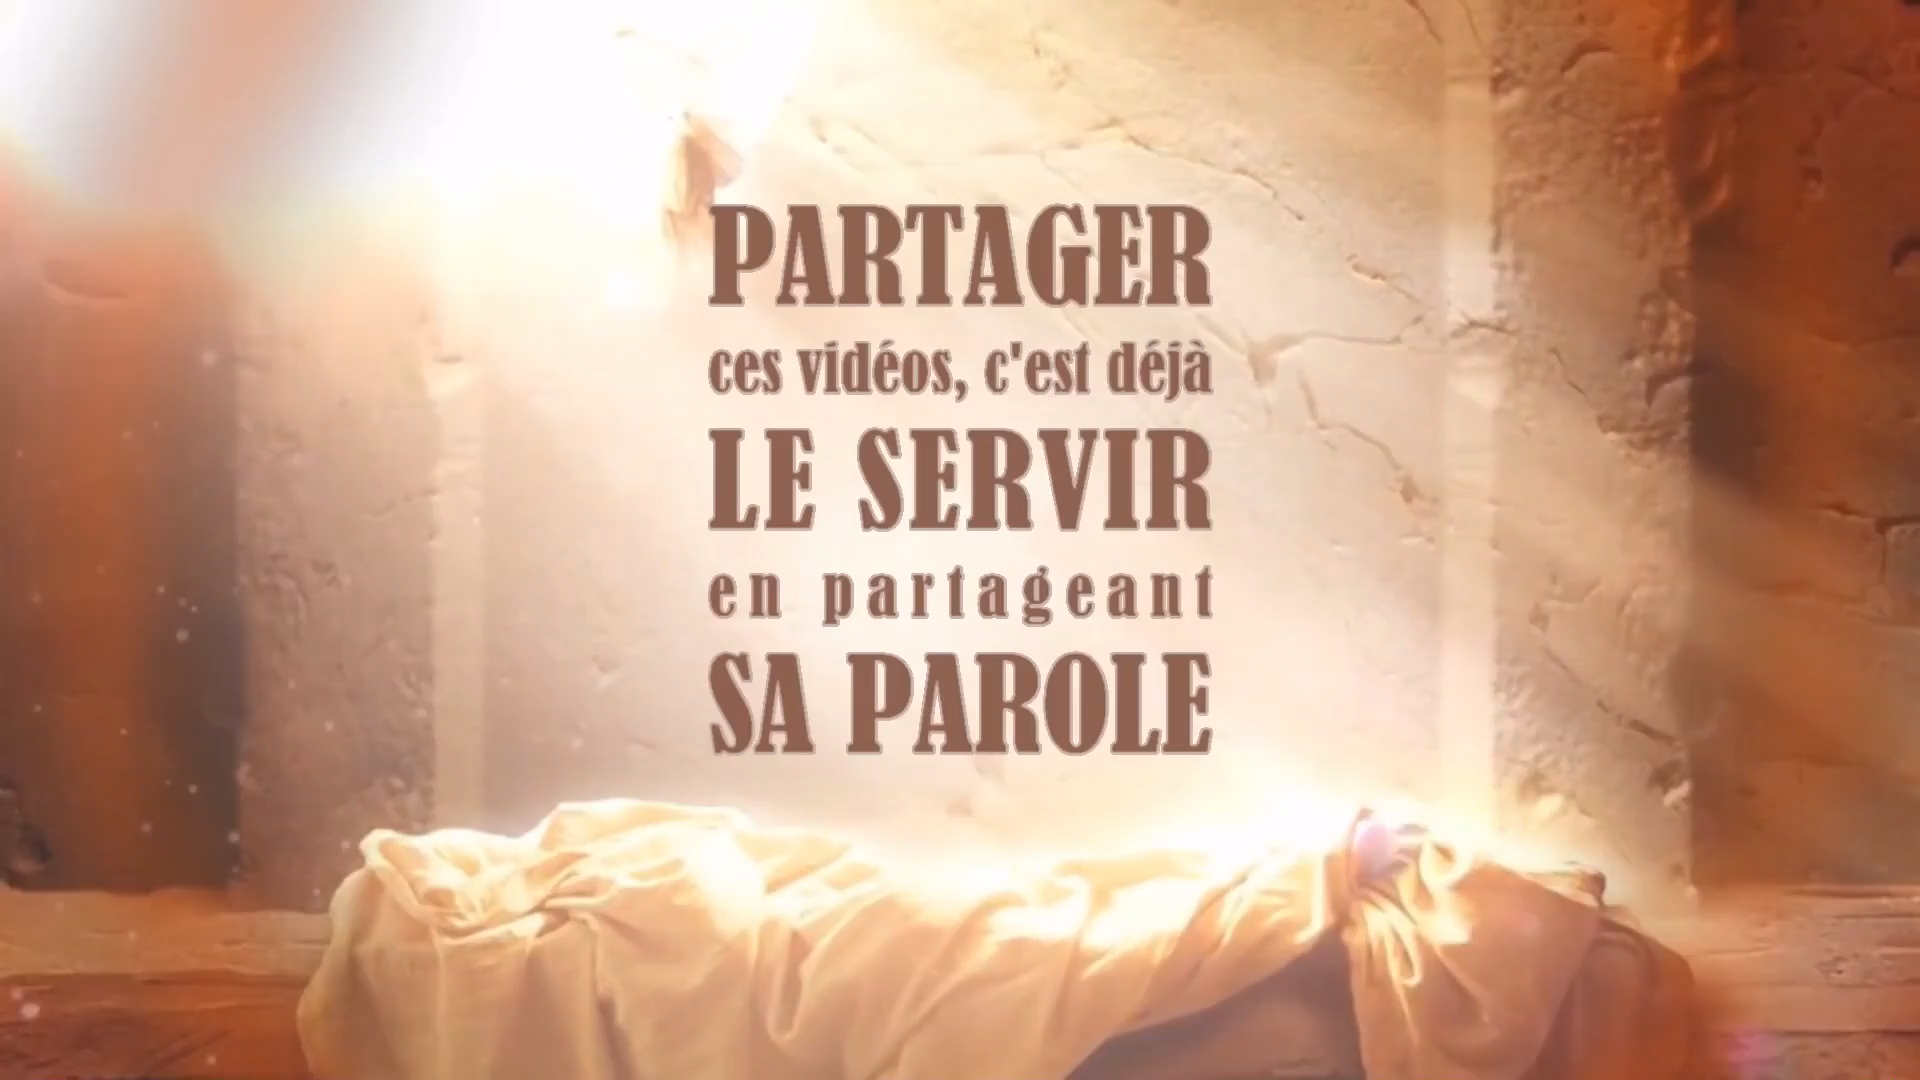 PARTAGER
ces vidéos, c'est déjà
LE SERVIR
en partageant
SA PAROLE